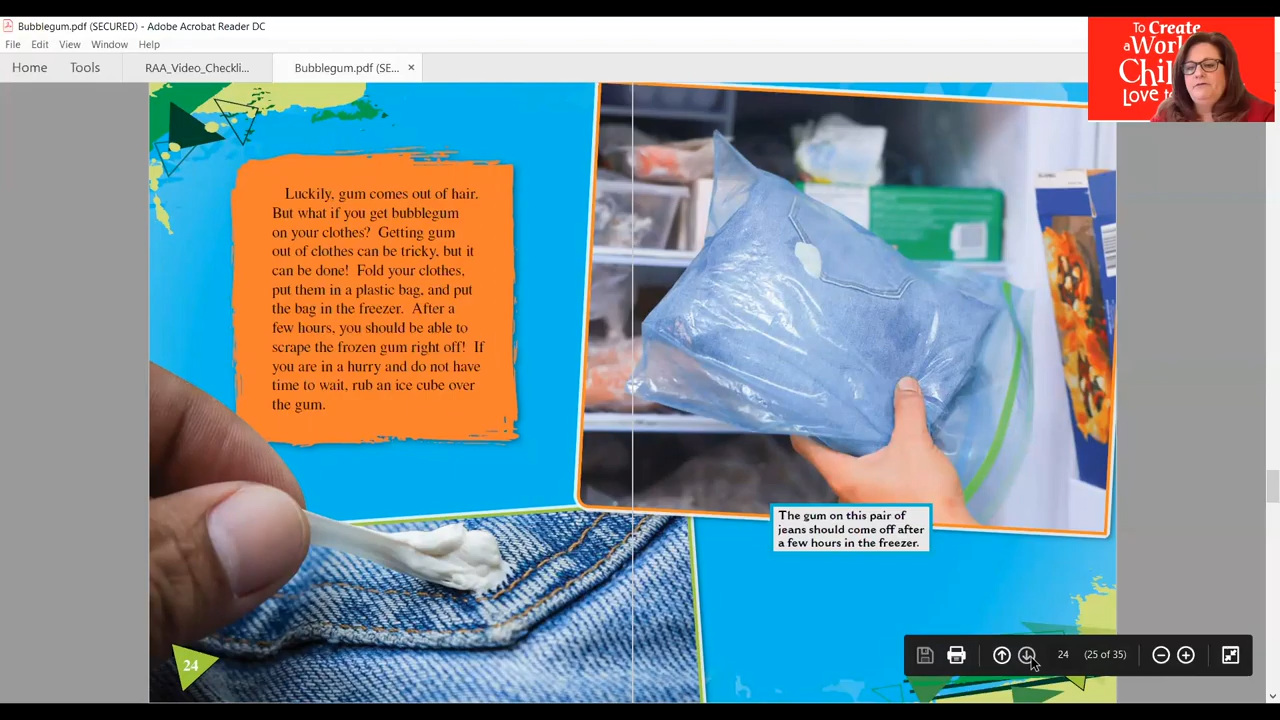 Bubblegum.pdf (SECURED) - Adobe Acrobat Reader DC
File Edit View Window Help
Home Tools RAA_Video_Checkli... Bubblegum.pdf (SE... ×
To Create
a World
Love to
Luckily, gum comes out of hair.
But what if you get bubblegum
on your clothes? Getting gum
out of clothes can be tricky, but it
can be done! Fold your clothes,
put them in a plastic bag, and put
the bag in the freezer. After a
few hours, you should be able to
scrape the frozen gum right off! If
you are in a hurry and do not have
time to wait, rub an ice cube over
the gum.
The gum on this pair of
jeans should come off after
a few hours in the freezer.
24
24 (25 of 35)